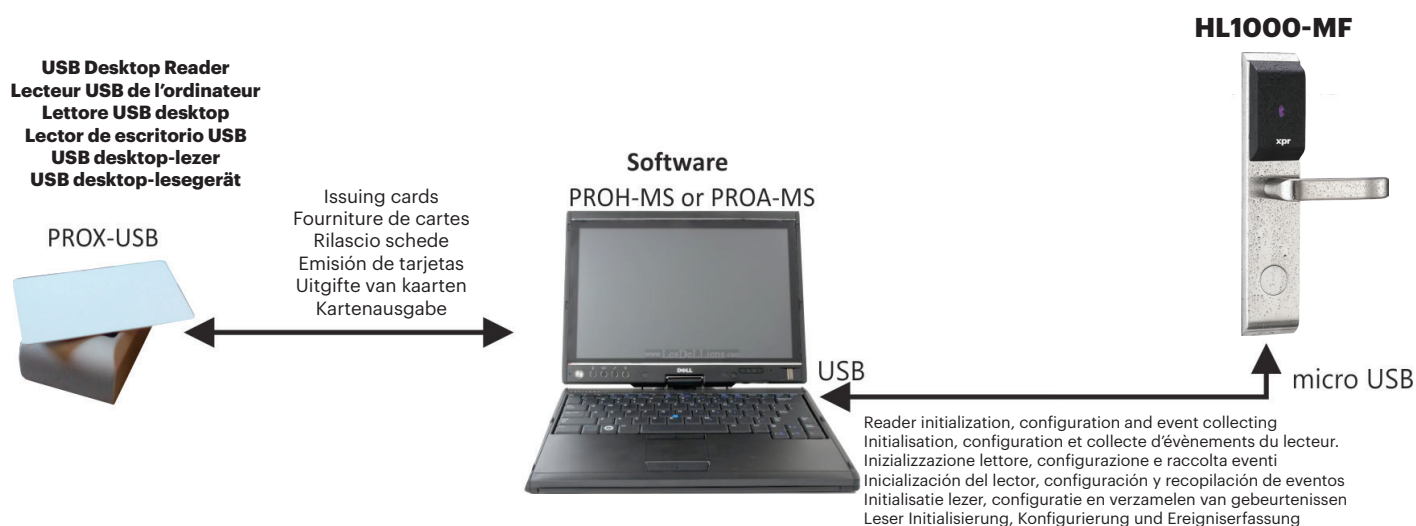 HL1000-MF
xpr
USB Desktop Reader
Lecteur USB de l'ordinateur
Lettore USB desktop
Lector de escritorio USB
USB desktop-lezer
USB desktop-lesegerät
PROX-USB
Issuing cards
Fourniture de cartes
Rilascio schede
Emisión de tarjetas
Uitgifte van kaarten
Kartenausgabe
Software
PROH-MS or PROA-MS
DELL
USB
micro USB
Reader initialization, configuration and event collecting
Initialisation, configuration et collecte d'évènements du lecteur.
Inizializzazione lettore, configurazione e raccolta eventi
Inicialización del lector, configuración y recopilación de eventos
Initialisatie lezer, configuratie en verzamelen van gebeurtenissen
Leser Initialisierung, Konfigurierung und Ereigniserfassung